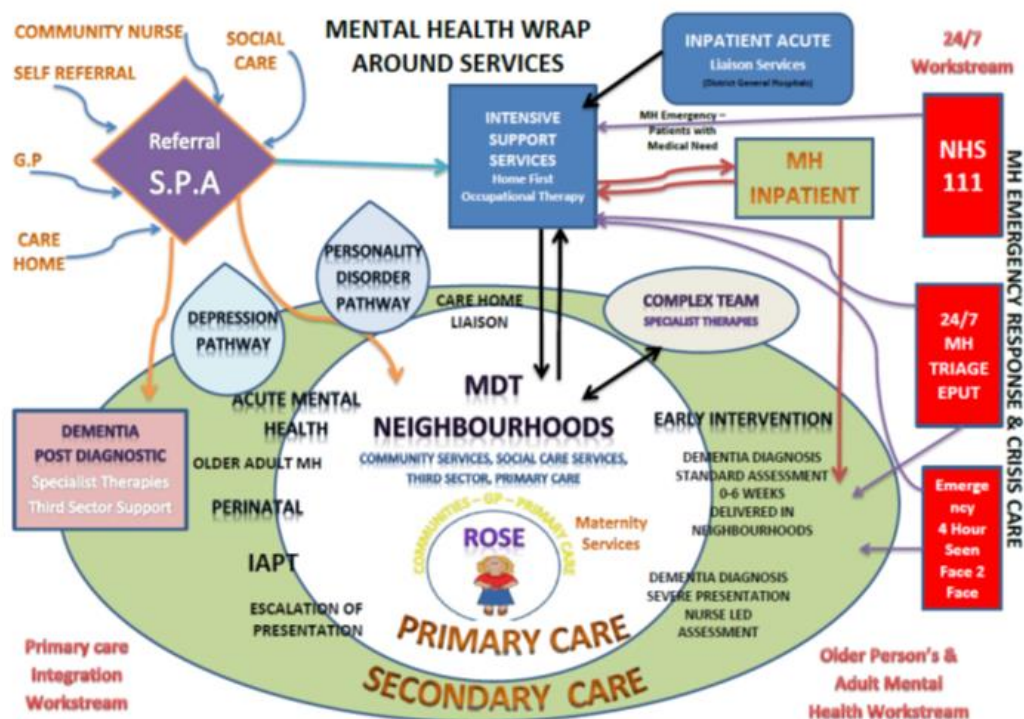 COMMUNITY NURSE
SELF REFERRAL
G.P
CARE
HOME
SOCIAL
CARE
Referral
S.P.A
MENTAL HEALTH WRAP
AROUND SERVICES
INPATIENT ACUTE
Liaison Services
(District General Hospitals)
24/7
Workstream
INTENSIVE
SUPPORT
SERVICES
Home First
Occupational Therapy
MH Emergency –
Patients with
Medical Need
MH
INPATIENT
NHS
111
24/7
MH
TRIAGE
EPUT
Emerge
ncy
4 Hour
Seen
Face 2
Face
MH EMERGENCY RESPONSE & CRISIS CARE
DEPRESSION
PATHWAY
PERSONALITY
DISORDER
PATHWAY
CARE HOME
LIAISON
COMPLEX TEAM
SPECIALIST THERAPIES
DEMENTIA
POST DIAGNOSTIC
Specialist Therapies
Third Sector Support
ACUTE MENTAL
HEALTH
OLDER ADULT MH
PERINATAL
IAPT
ESCALATION OF
PRESENTATION
MDT
NEIGHBOURHOODS
COMMUNITY SERVICES, SOCIAL CARE SERVICES,
THIRD SECTOR, PRIMARY CARE
COMMUNITIES – GP – PRIMARY CARE
ROSE
Maternity
Services
EARLY INTERVENTION
DEMENTIA DIAGNOSIS
STANDARD ASSESSMENT
0-6 WEEKS
DELIVERED IN
NEIGHBOURHOODS
DEMENTIA DIAGNOSIS
SEVERE PRESENTATION
NURSE LED
ASSESSMENT
PRIMARY CARE
SECONDARY CARE
Primary care
Integration
Workstream
Older Person's &
Adult Mental
Health Workstream